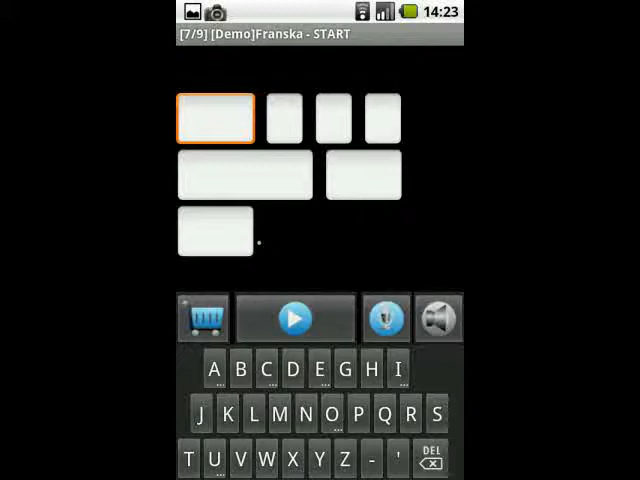 14:23
[7/9] [Demo]Franska - START
.
A B C... D E... G H I...
J K L M N O... P Q R S
T U... V W X Y Z - ' DEL